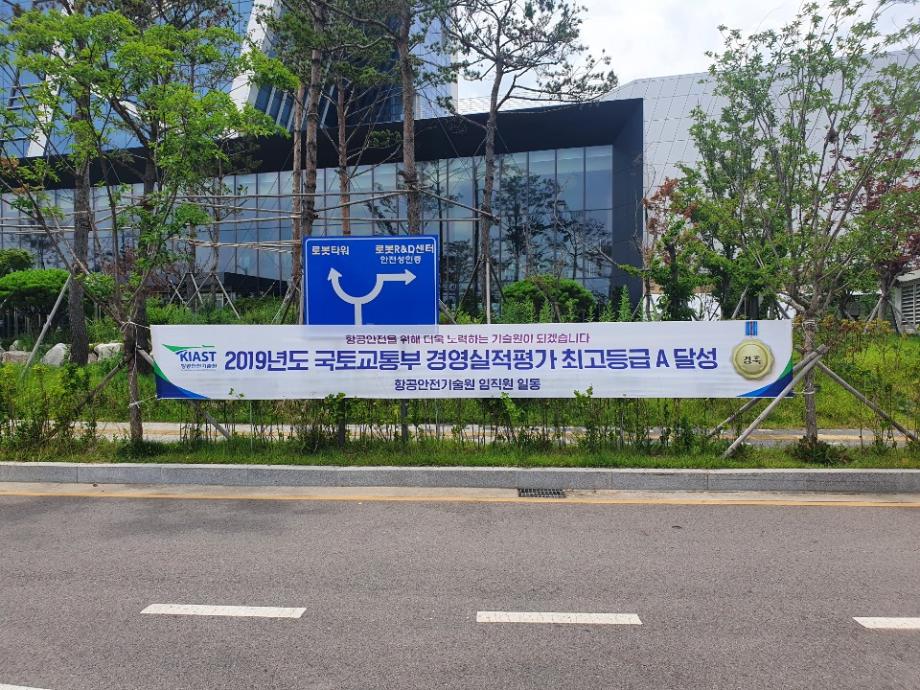 로봇타워
로봇R&D센터
안전성인증
항공안전을 위해 더욱 노력하는 기술원이 되겠습니다
KIAST
항공안전기술원
2019년도 국토교통부 경영실적평가 최고등급 A 달성
경축
항공안전기술원 임직원 일동